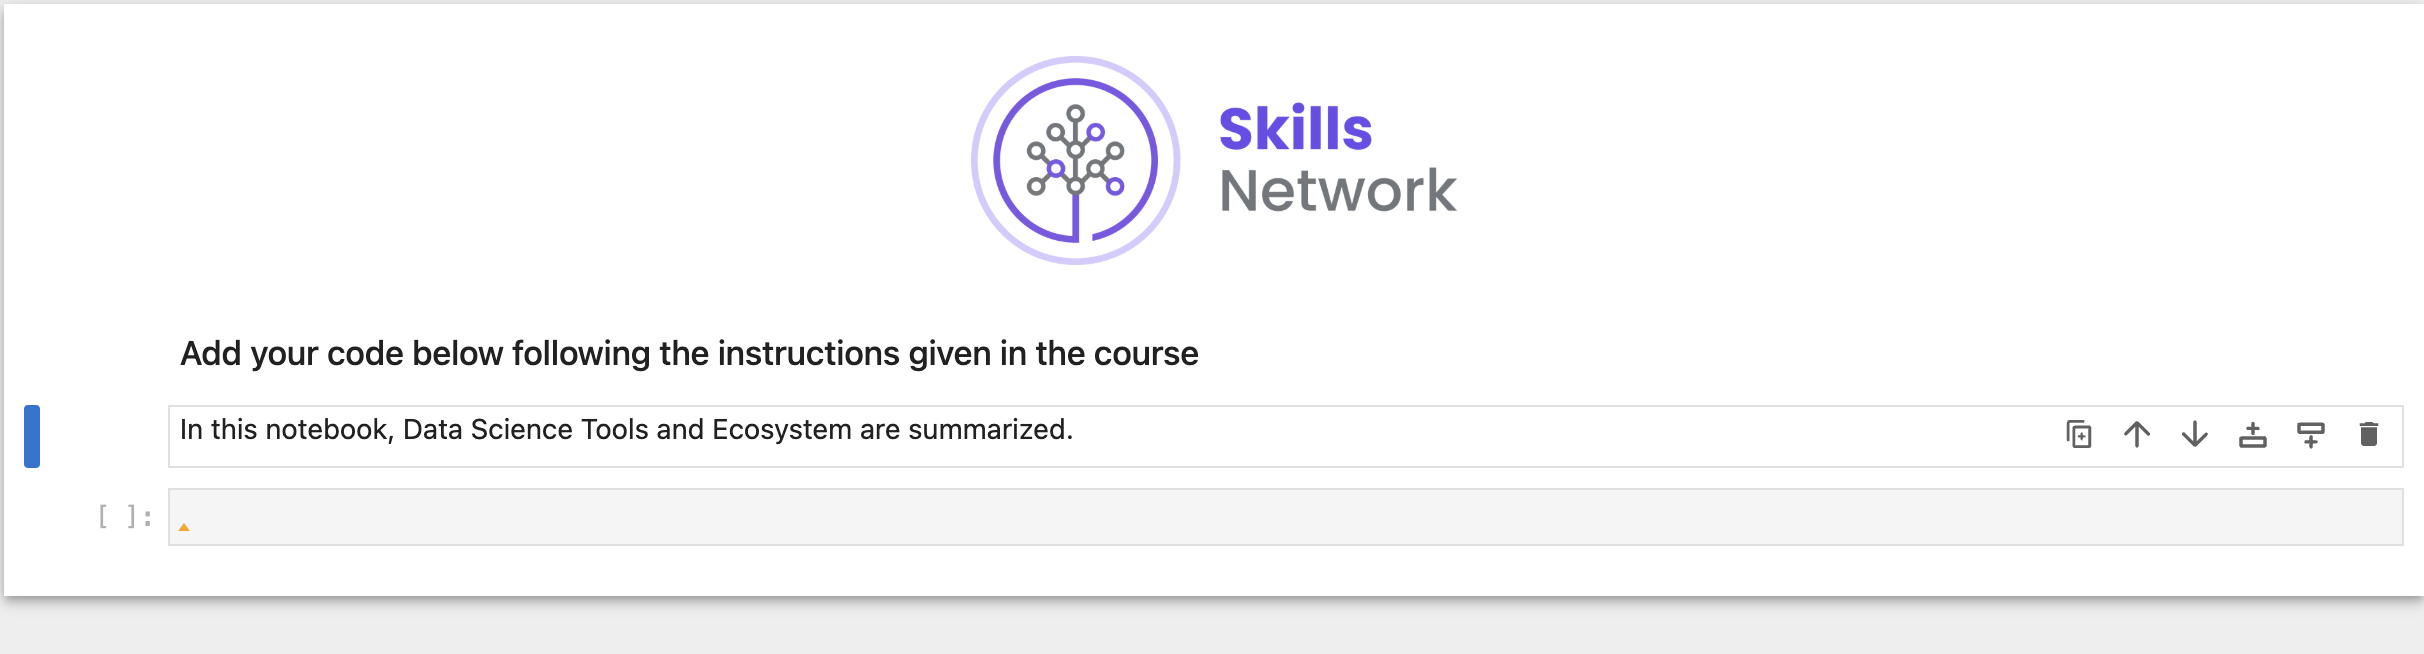 Skills
Network
Add your code below following the instructions given in the course
In this notebook, Data Science Tools and Ecosystem are summarized.
[ ]: